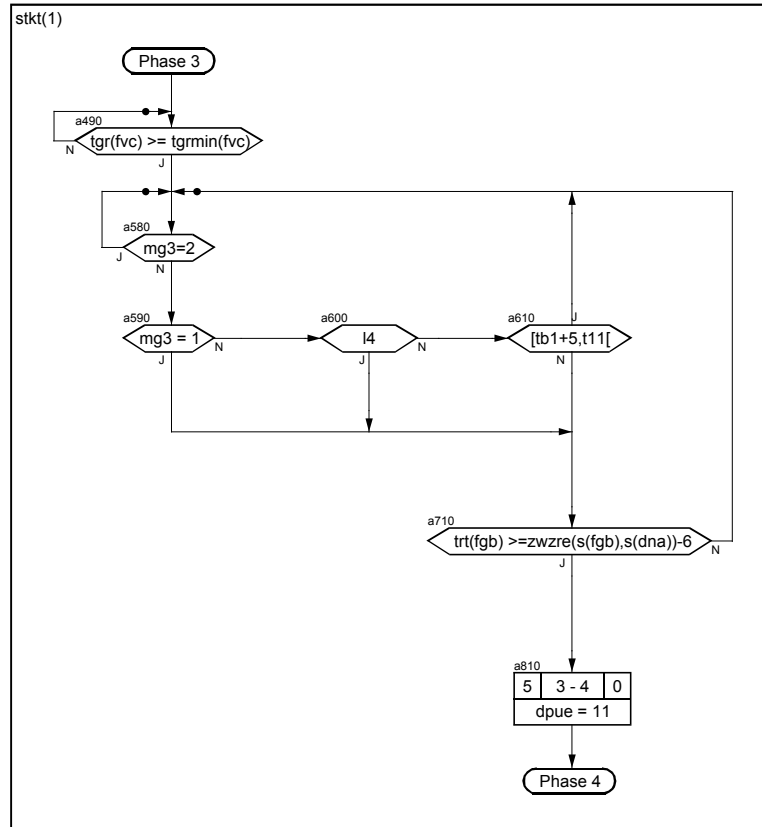 stkt(1)
Phase 3
a490
tgr(fvc) >= tgrmin(fvc)
N
J
a580
mg3=2
J
N
a590
mg3 = 1
N
J
a600
l4
N
J
a610
J
[tb1+5,t11[
N
a710
trt(fgb) >=zwzre(s(fgb),s(dna))-6
N
J
a810
5 3 - 4 0
dpue = 11
Phase 4